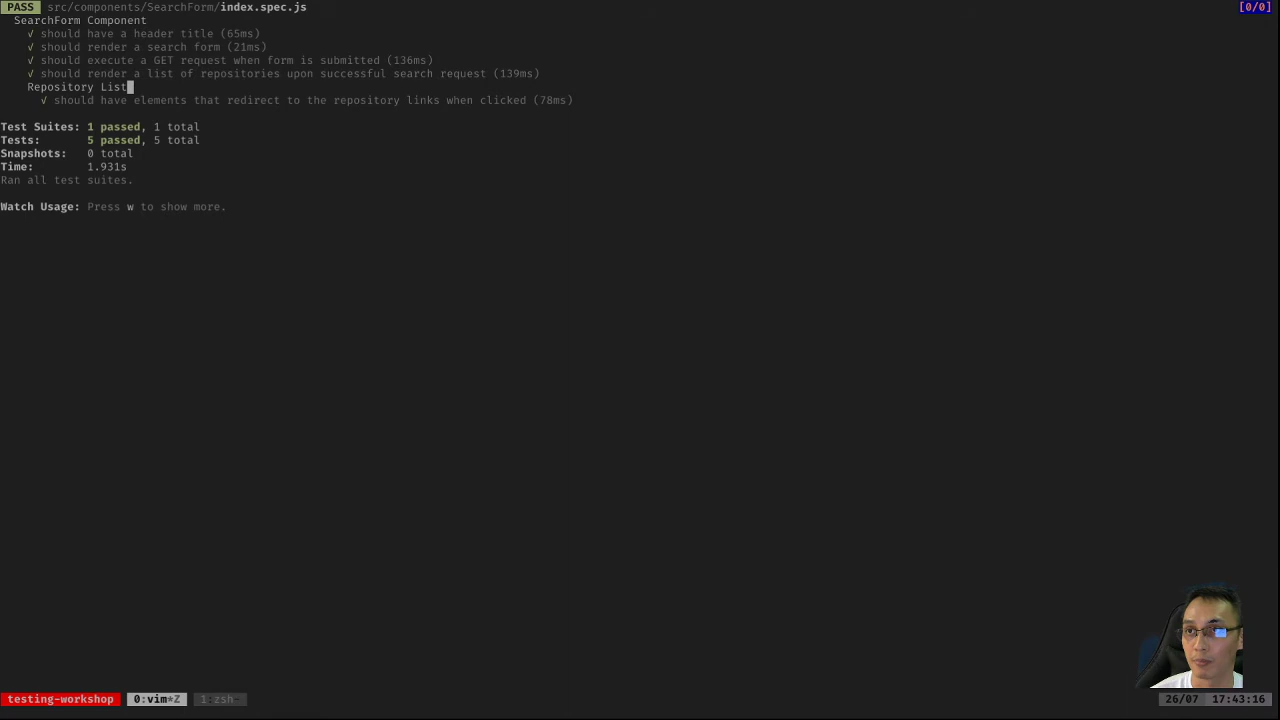 PASS src/components/SearchForm/index.spec.js [0/0]
SearchForm Component
✓ should have a header title (65ms)
✓ should render a search form (21ms)
✓ should execute a GET request when form is submitted (136ms)
✓ should render a list of repositories upon successful search request (139ms)
Repository List
✓ should have elements that redirect to the repository links when clicked (78ms)
Test Suites: 1 passed, 1 total
Tests: 5 passed, 5 total
Snapshots: 0 total
Time: 1.931s
Ran all test suites.
Watch Usage: Press w to show more.
testing-workshop 0:vim*Z 1:zsh- 26/07 17:43:16